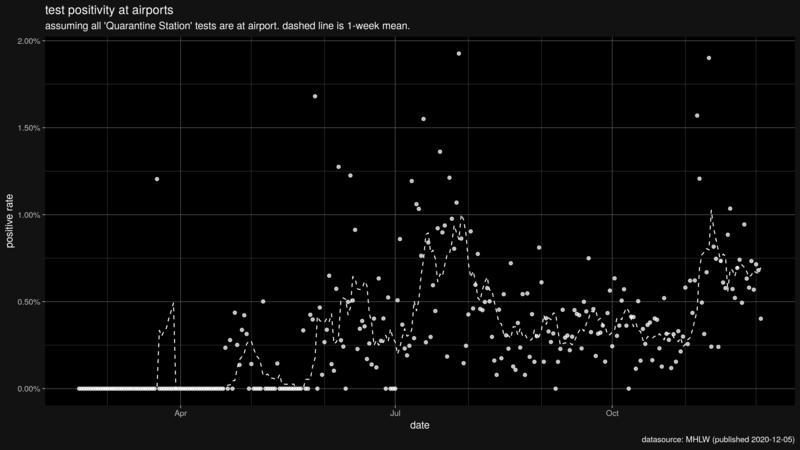 test positivity at airports
assuming all 'Quarantine Station' tests are at airport. dashed line is 1-week mean.
2.00%
1.50%
1.00%
0.50%
0.00%
positive rate
Apr
Jul
Oct
date
datasource: MHLW (published 2020-12-05)